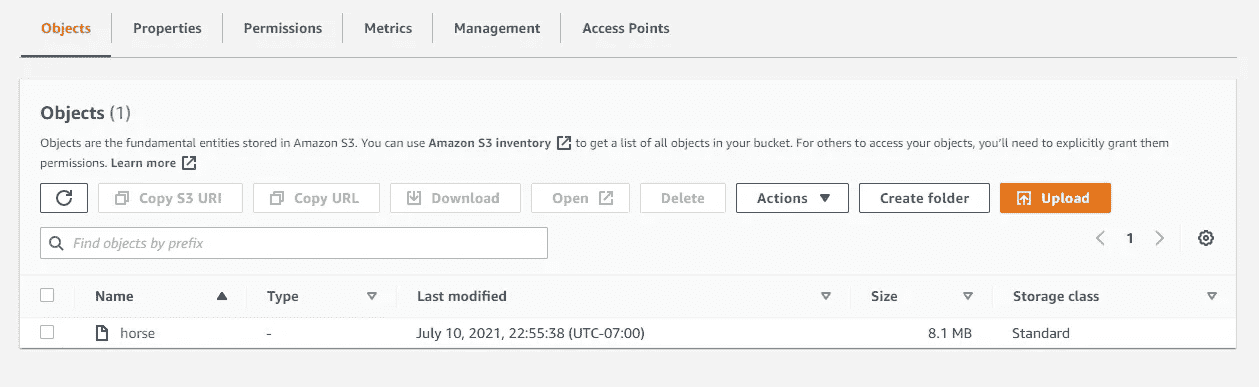 Objects Properties Permissions Metrics Management Access Points
Objects (1)
Objects are the fundamental entities stored in Amazon S3. You can use Amazon S3 inventory to get a list of all objects in your bucket. For others to access your objects, you'll need to explicitly grant them
permissions. Learn more
Copy S3 URI Copy URL Download Open Delete Actions Create folder Upload
Find objects by prefix 1
Name Type Last modified Size Storage class
horse - July 10, 2021, 22:55:38 (UTC-07:00) 8.1 MB Standard